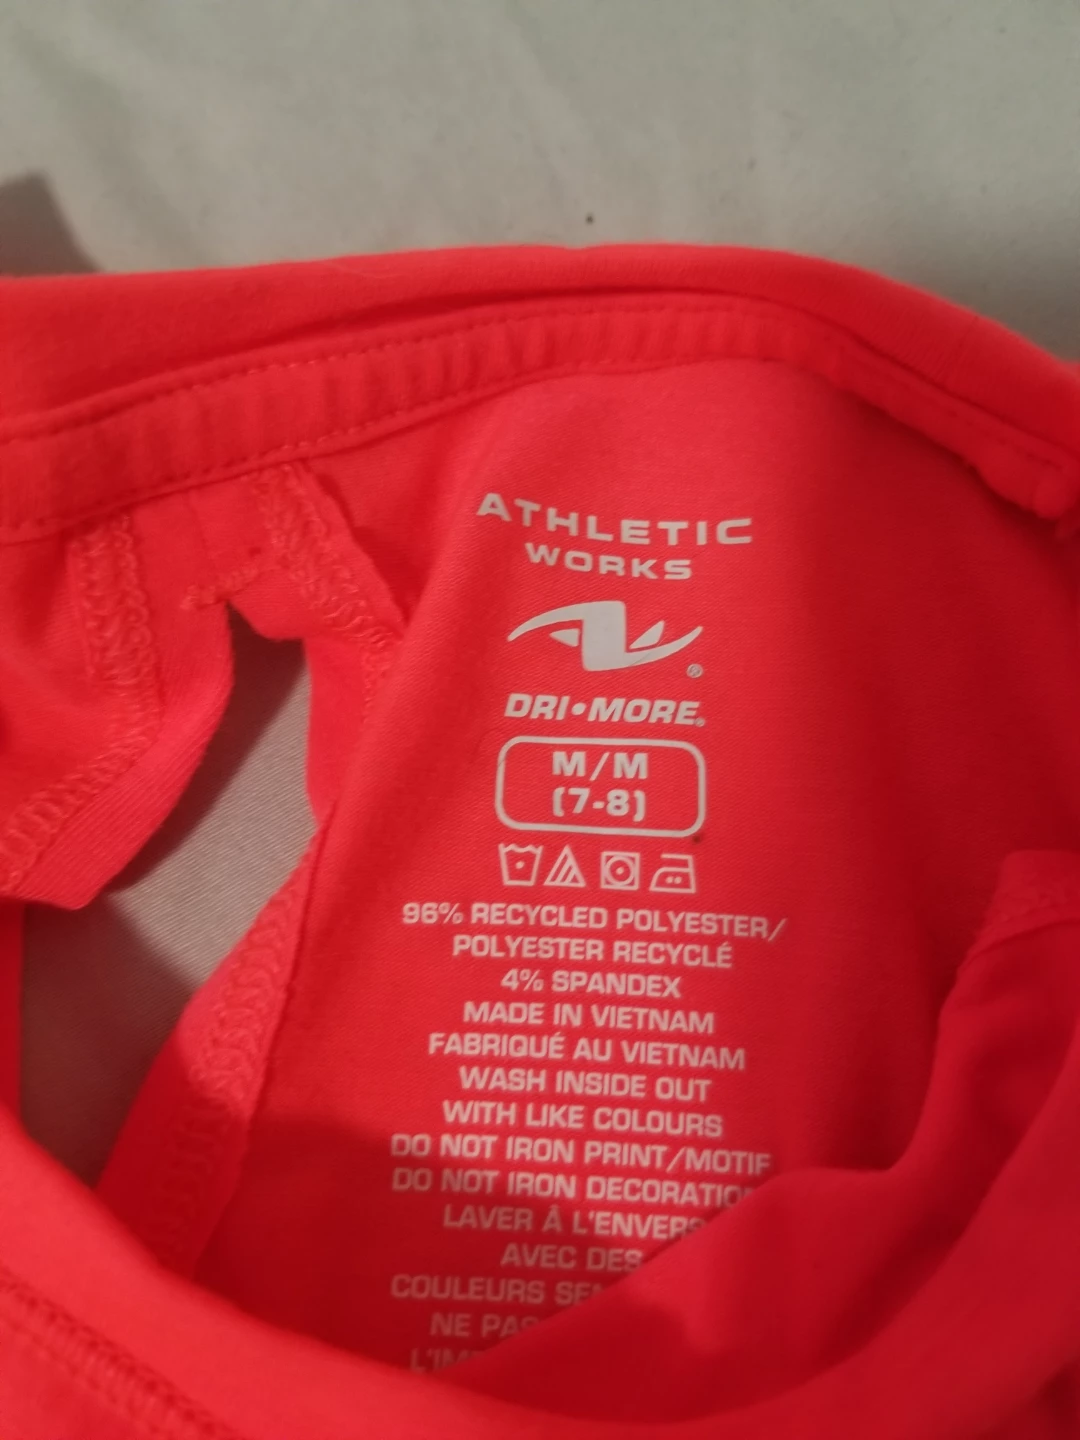 ATHLETIC
WORKS
®
DRI•MORE®
M/M
(7-8)
96% RECYCLED POLYESTER/
POLYESTER RECYCLÉ
4% SPANDEX
MADE IN VIETNAM
FABRIQUÉ AU VIETNAM
WASH INSIDE OUT
WITH LIKE COLOURS
DO NOT IRON PRINT/MOTIF
DO NOT IRON
LAVER À L'ENVERS
AVEC DES
COULEURS
NE PAS